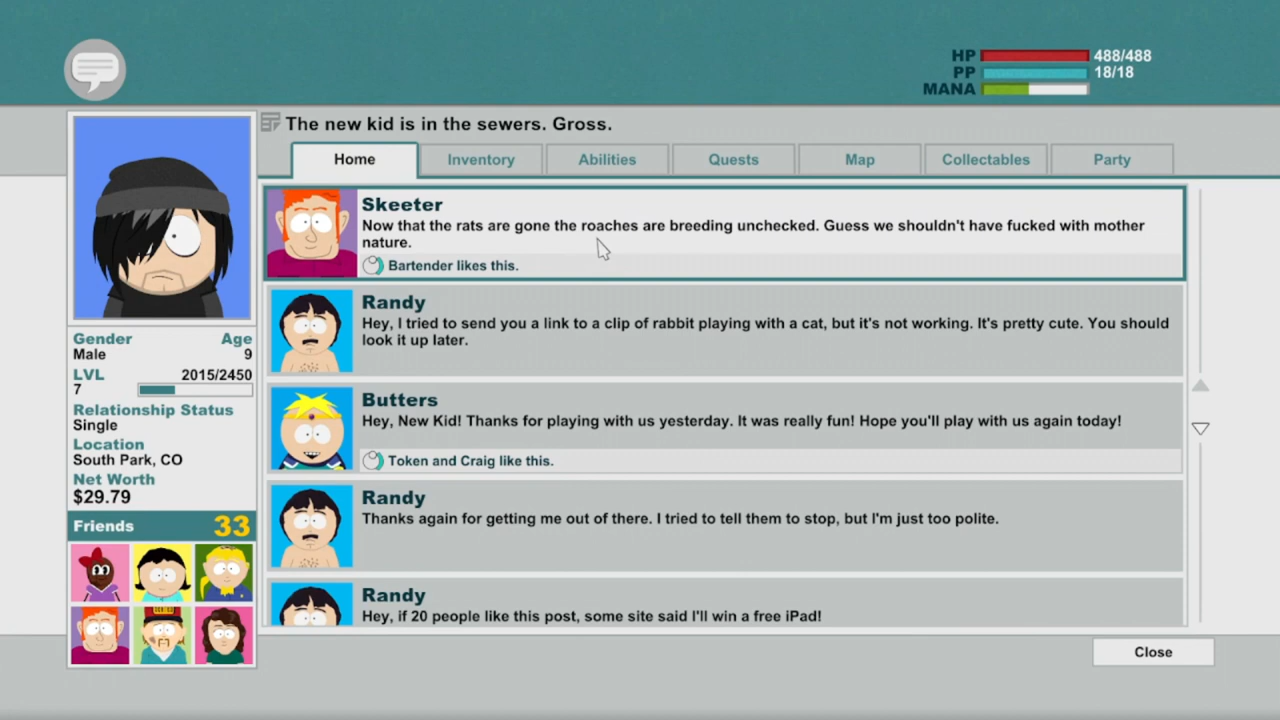 HP 488/488
PP 18/18
MANA
The new kid is in the sewers. Gross.
Home Inventory Abilities Quests Map Collectables Party
Gender Age
Male 9
LVL 2015/2450
7
Relationship Status
Single
Location
South Park, CO
Net Worth
$29.79
Friends 33
Skeeter
Now that the rats are gone the roaches are breeding unchecked. Guess we shouldn't have fucked with mother
nature.
Bartender likes this.
Randy
Hey, I tried to send you a link to a clip of rabbit playing with a cat, but it's not working. It's pretty cute. You should
look it up later.
Butters
Hey, New Kid! Thanks for playing with us yesterday. It was really fun! Hope you'll play with us again today!
Token and Craig like this.
Randy
Thanks again for getting me out of there. I tried to tell them to stop, but I'm just too polite.
Randy
Hey, if 20 people like this post, some site said I'll win a free iPad!
Close